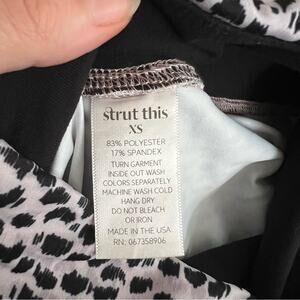 strut this
XS
83% POLYESTER
17% SPANDEX
TURN GARMENT
INSIDE OUT WASH
COLORS SEPARATELY
MACHINE WASH COLD
HANG DRY
DO NOT BLEACH
OR IRON
MADE IN THE USA
RN: 067358906